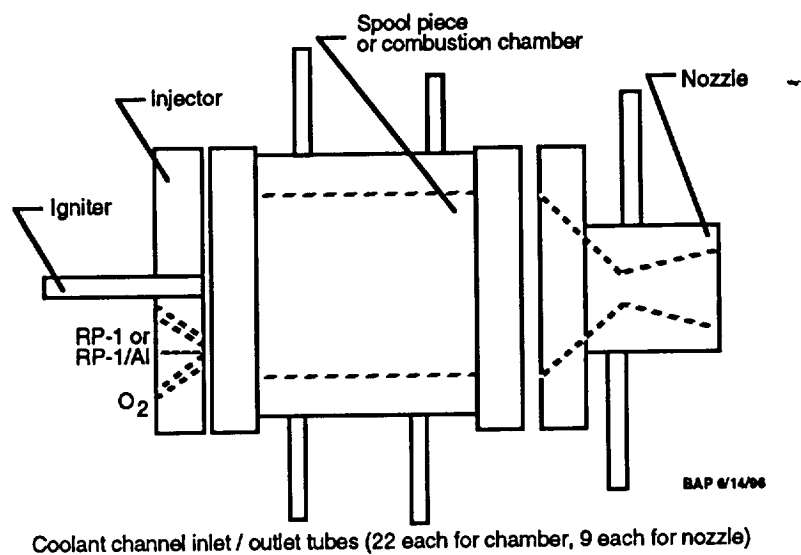 Spool piece
or combustion chamber
Nozzle
Injector
Igniter
RP-1 or
RP-1/Al
O2
BAP 6/14/96
Coolant channel inlet / outlet tubes (22 each for chamber, 9 each for nozzle)